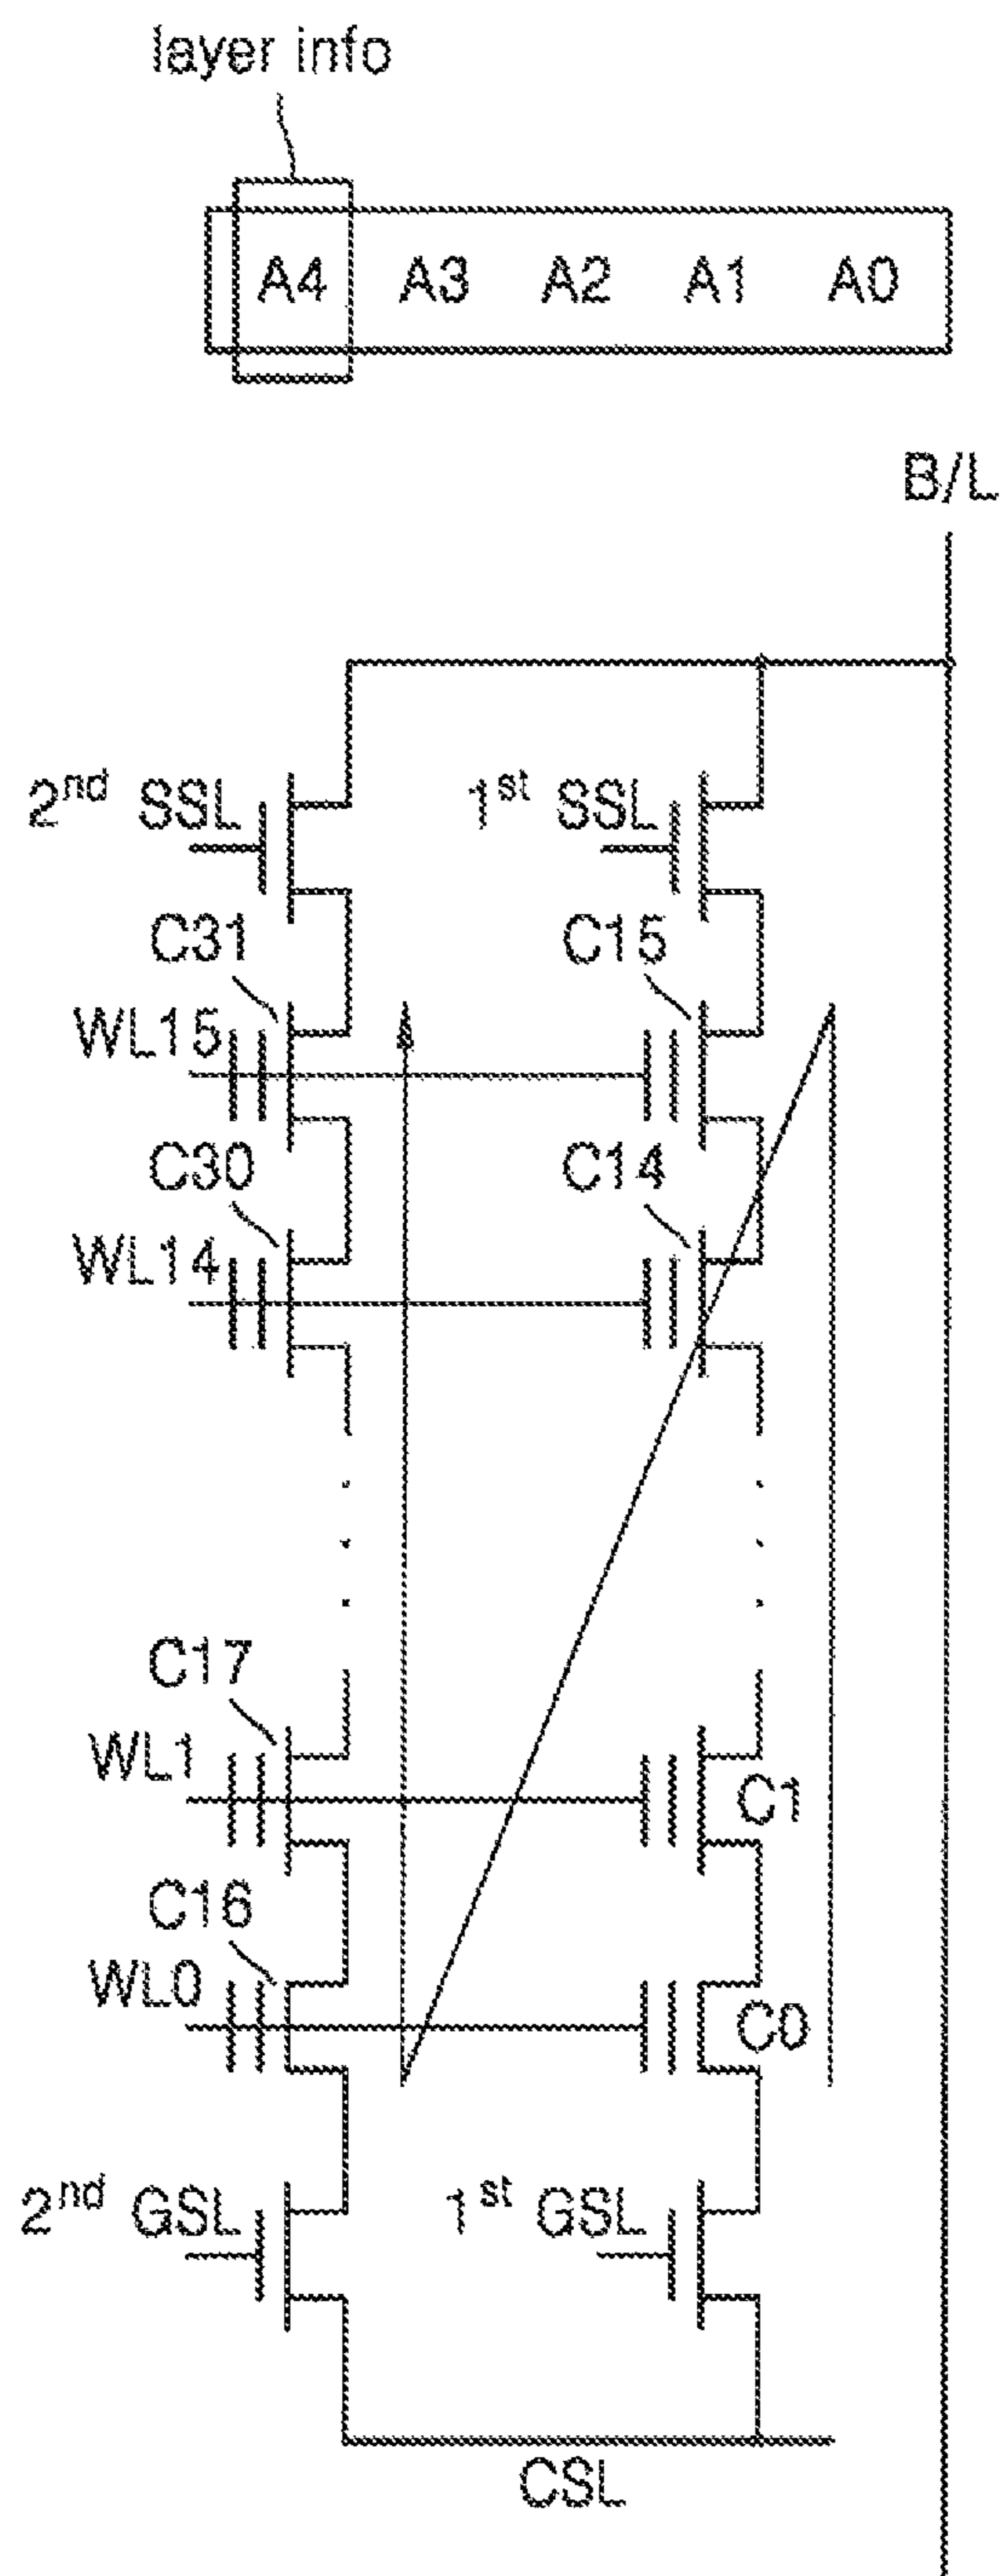 layer info
A4 A3 A2 A1 A0
B/L
2nd SSL 1st SSL
C31 C15
WL15
C30 C14
WL14
C17
WL1 C1
C16
WL0 C0
2nd GSL 1st GSL
CSL